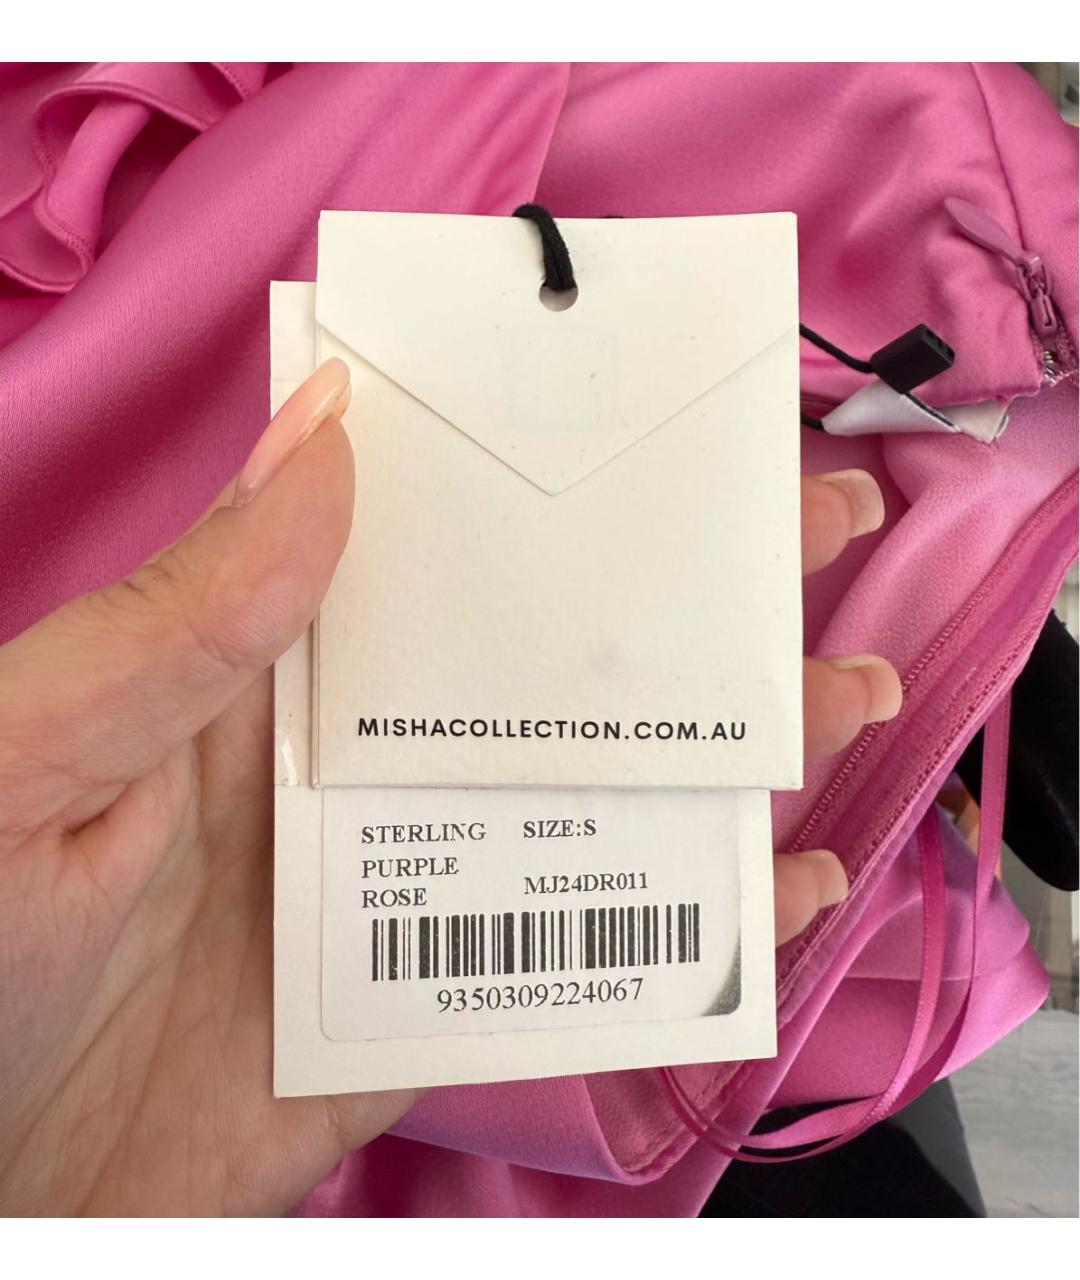 MISHACOLLECTION.COM.AU
STERLING SIZE:S
PURPLE
ROSE MJ24DR011
9350309224067